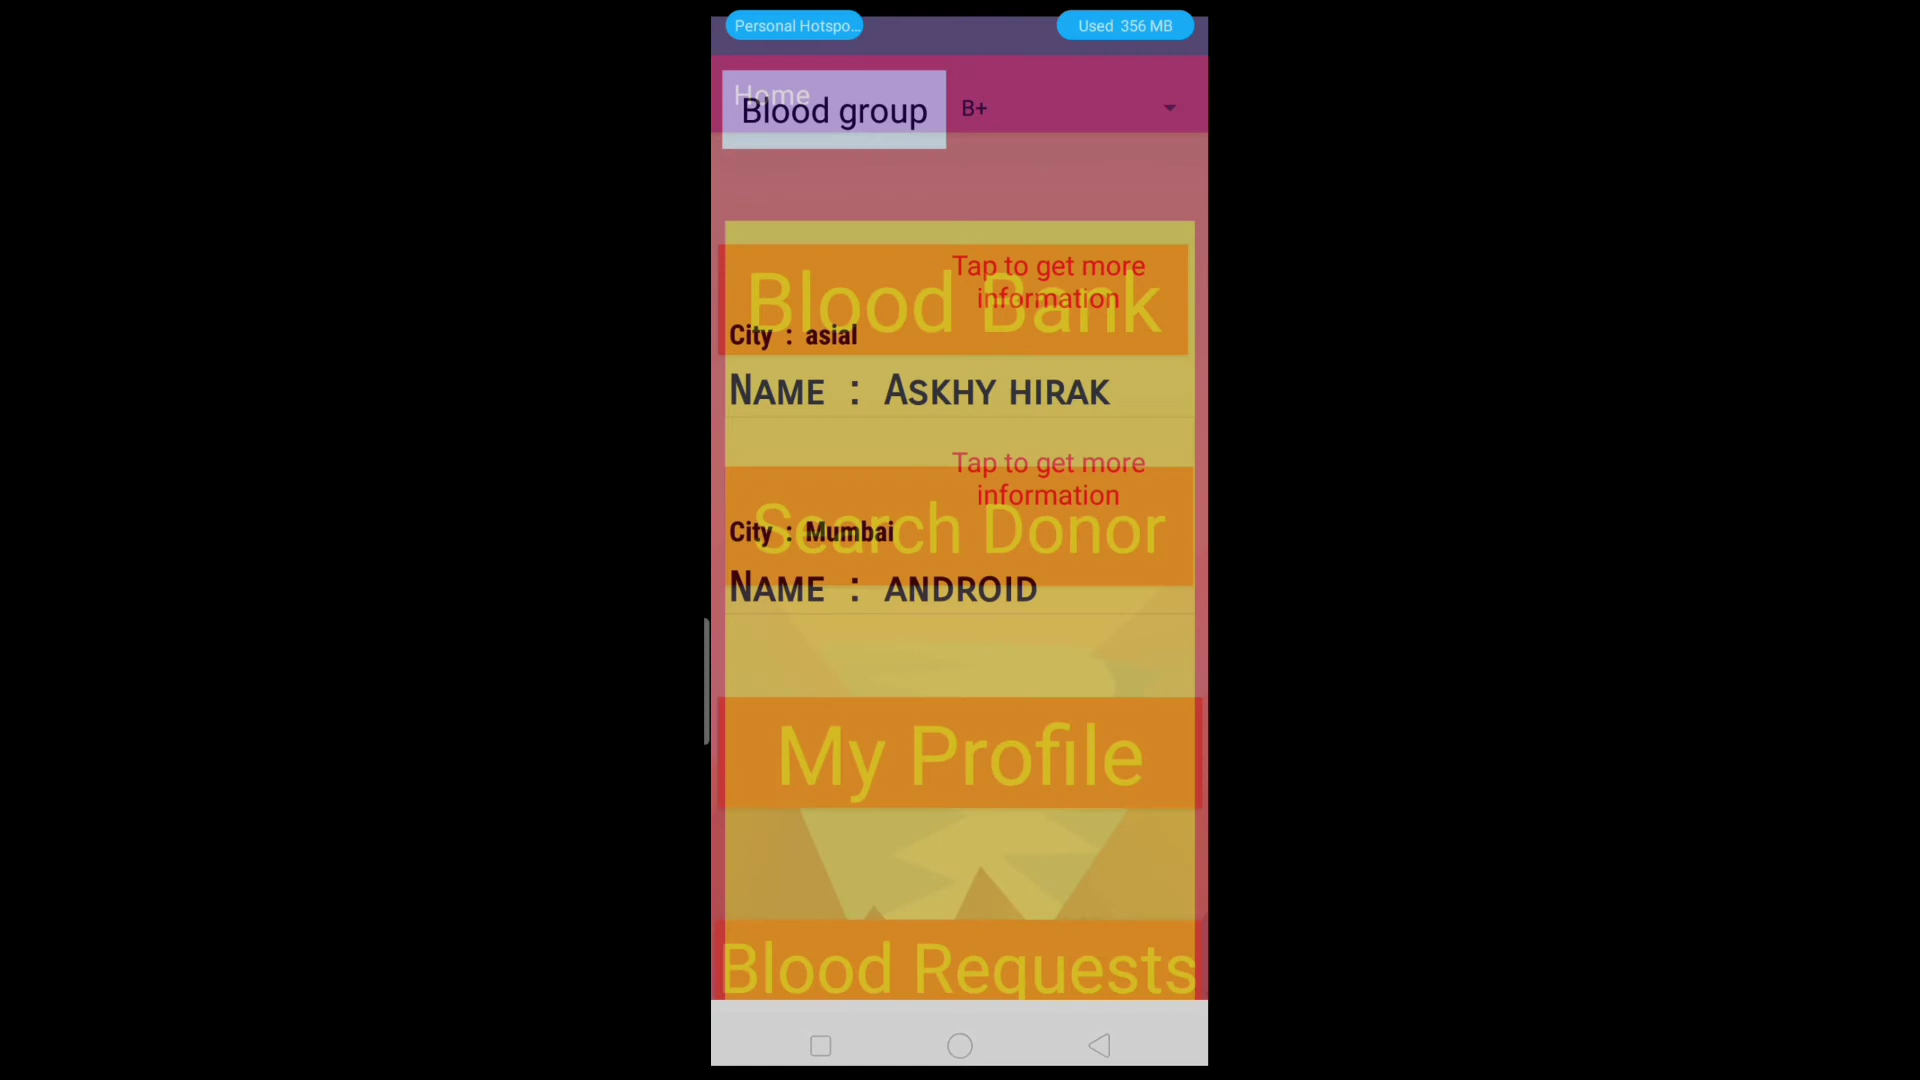 Personal Hotspo...
Used 356 MB
Home
Blood group
B+
Tap to get more
information
Blood Bank
City : asial
NAME : ASKHY HIRAK
Tap to get more
information
Search Donor
City : Mumbai
NAME : ANDROID
My Profile
Blood Requests